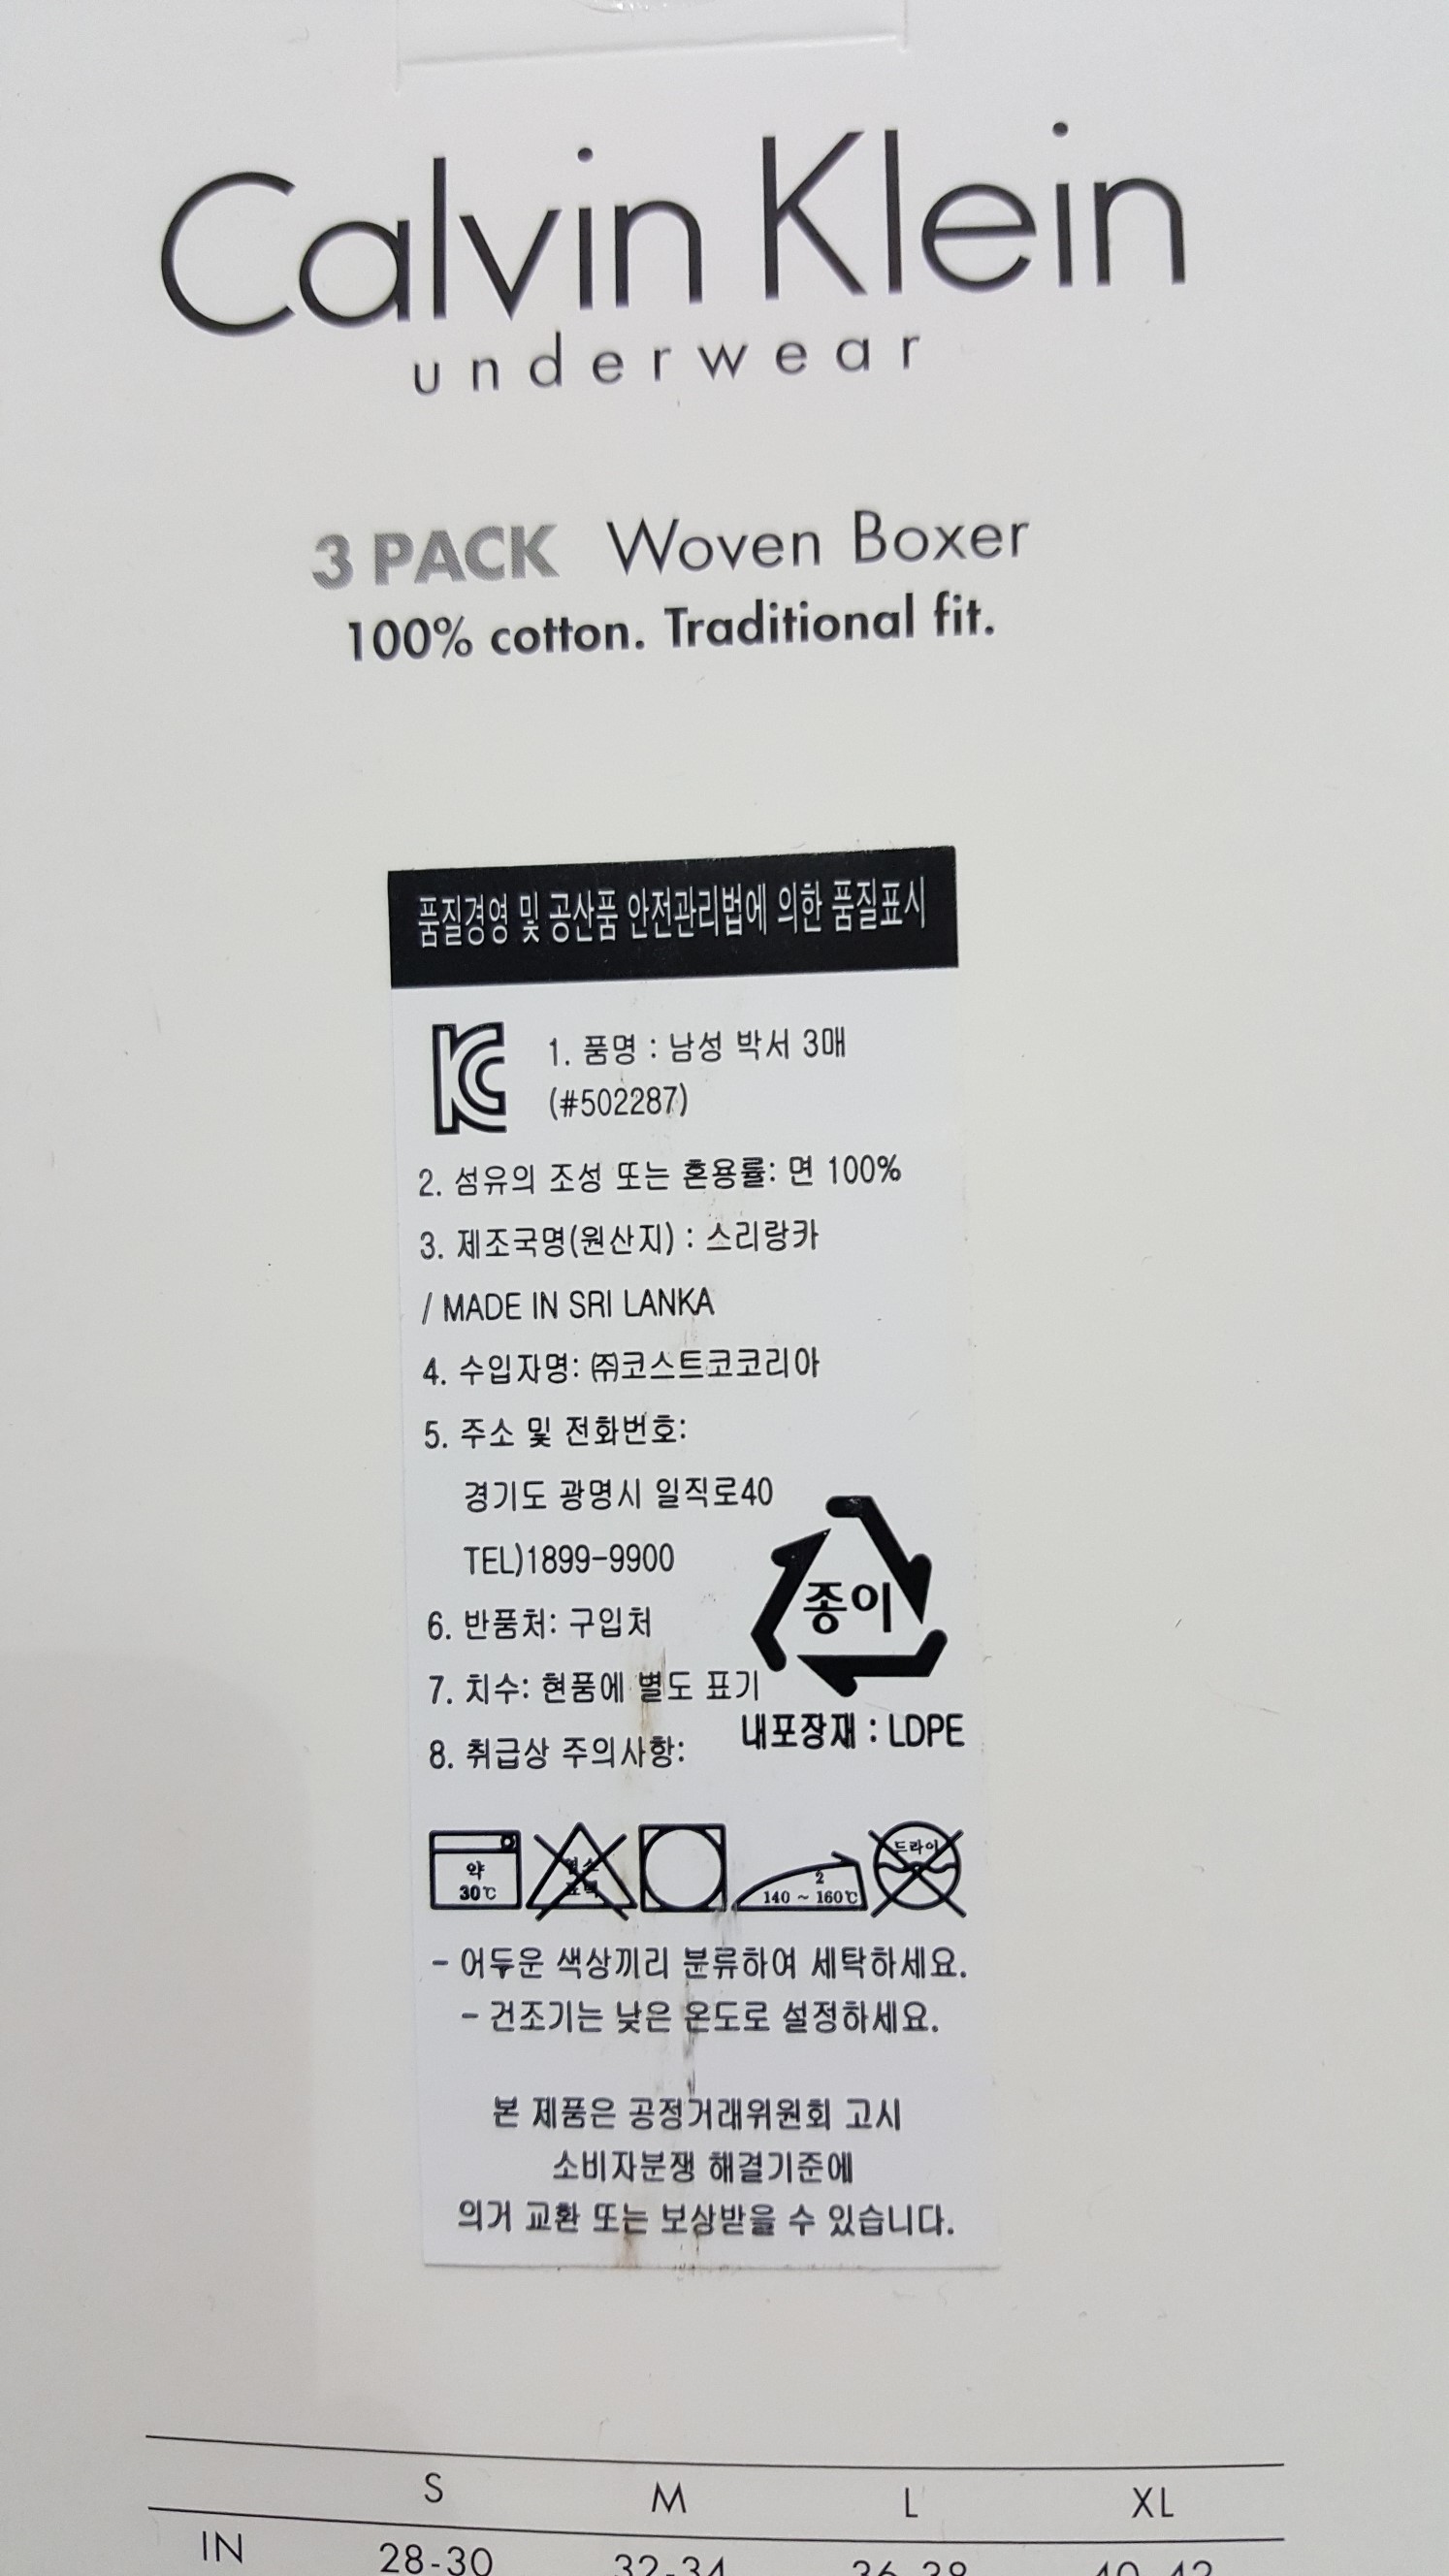 Calvin Klein
underwear
3 PACK Woven Boxer
100% cotton. Traditional fit.
품질경영 및 공산품 안전관리법에 의한 품질표시
1. 품명 : 남성 박서 3매
(#502287)
2. 섬유의 조성 또는 혼용률: 면 100%
3. 제조국명(원산지) : 스리랑카
/ MADE IN SRI LANKA
4. 수입자명: ㈜코스트코코리아
5. 주소 및 전화번호:
경기도 광명시 일직로40
TEL)1899-9900
6. 반품처: 구입처
7. 치수: 현품에 별도 표기
8. 취급상 주의사항:
종이
내포장재 : LDPE
약
30℃
2
140 ~ 160℃
드라이
- 어두운 색상끼리 분류하여 세탁하세요.
- 건조기는 낮은 온도로 설정하세요.
본 제품은 공정거래위원회 고시
소비자분쟁 해결기준에
의거 교환 또는 보상받을 수 있습니다.
S M L XL
IN 28-30 32-34 36-38 40-42